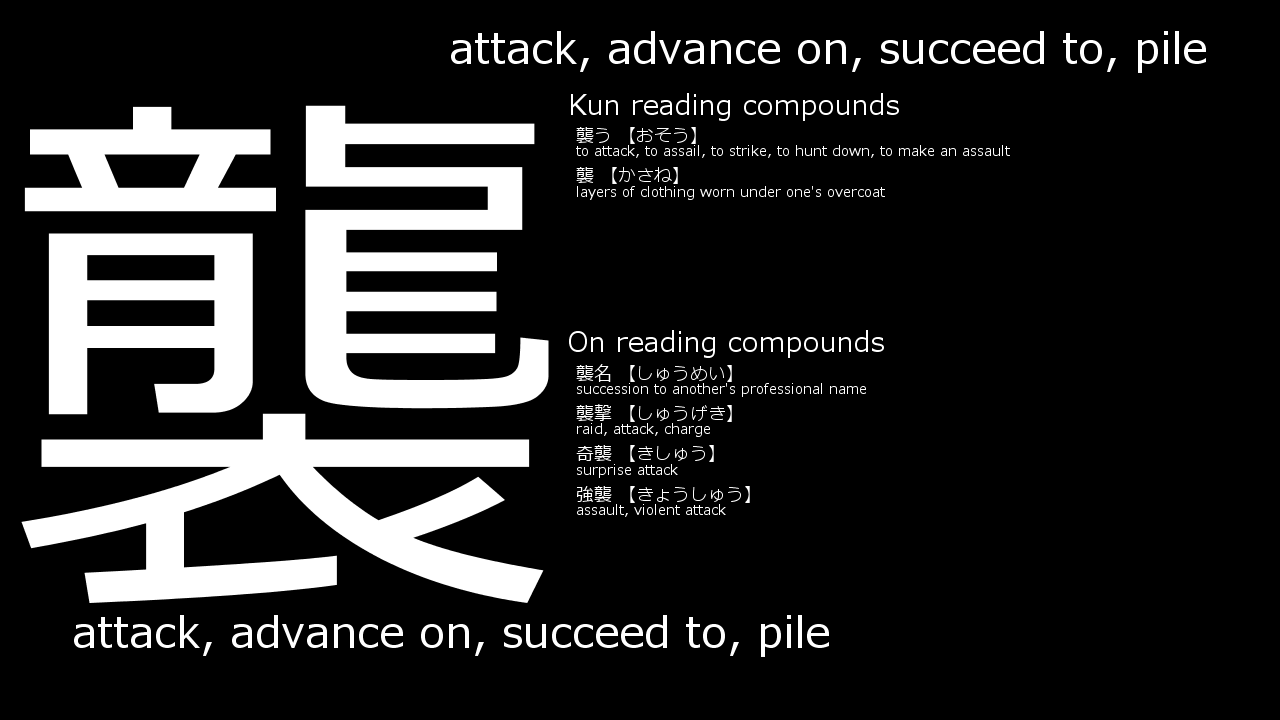 attack, advance on, succeed to, pile
襲
Kun reading compounds
襲う 【おそう】
to attack, to assail, to strike, to hunt down, to make an assault
襲 【かさね】
layers of clothing worn under one's overcoat
On reading compounds
襲名 【しゅうめい】
succession to another's professional name
襲撃 【しゅうげき】
raid, attack, charge
奇襲 【きしゅう】
surprise attack
強襲 【きょうしゅう】
assault, violent attack
attack, advance on, succeed to, pile